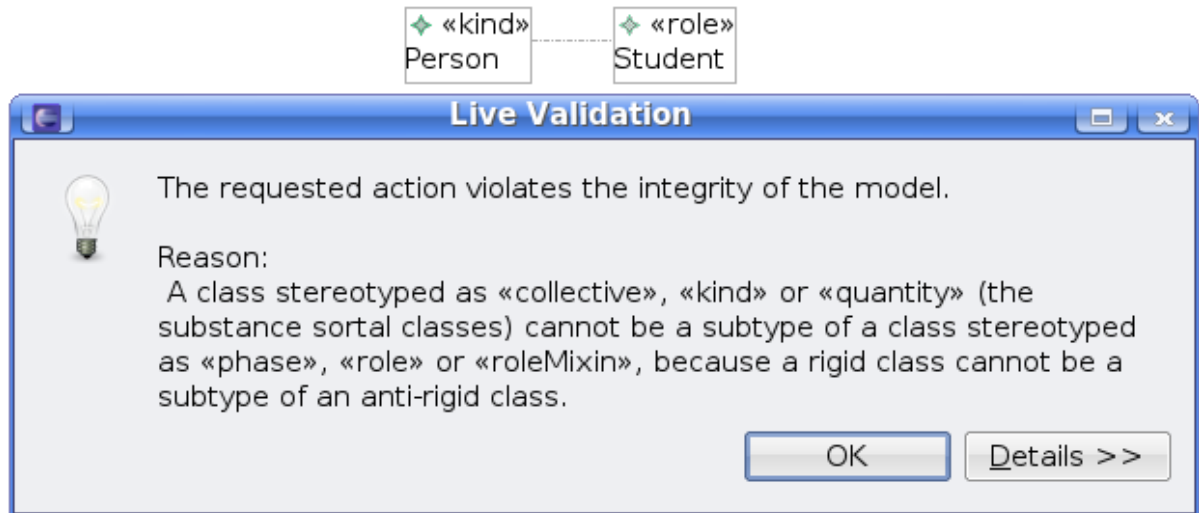 «kind» «role»
Person Student
Live Validation
The requested action violates the integrity of the model.
Reason:
A class stereotyped as «collective», «kind» or «quantity» (the
substance sortal classes) cannot be a subtype of a class stereotyped
as «phase», «role» or «roleMixin», because a rigid class cannot be a
subtype of an anti-rigid class.
OK Details >>